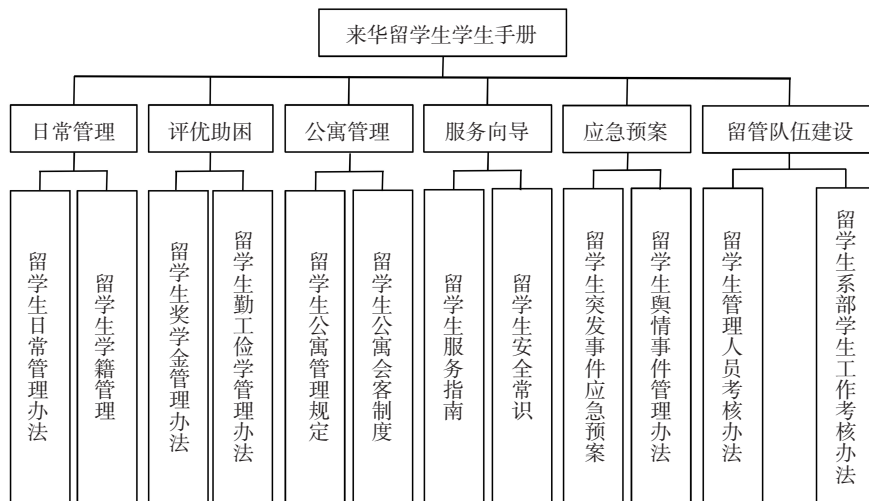 来华留学生学生手册
日常管理
评优助困
公寓管理
服务向导
应急预案
留管队伍建设
留学生日常管理办法
留学生学籍管理
留学生奖学金管理办法
留学生勤工俭学管理办法
留学生公寓管理规定
留学生公寓会客制度
留学生服务指南
留学生安全常识
留学生突发事件应急预案
留学生舆情事件管理办法
留学生管理人员考核办法
留学生系部学生工作考核办法